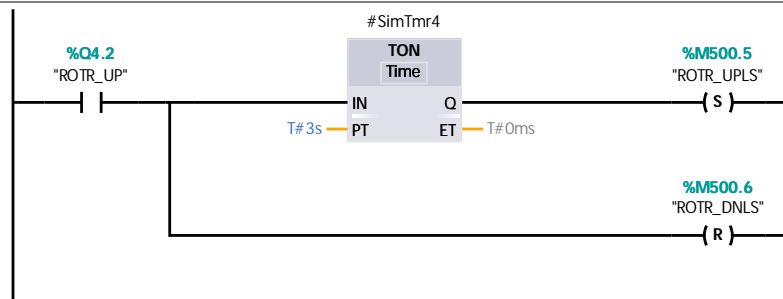 #SimTmr4
%Q4.2
TON
%M500.5
"ROTR_UP"
Time
"ROTR_UPLS"
IN
Q
S
T#3s
PT
ET
T#0ms
%M500.6
"ROTR_DNLS"
R